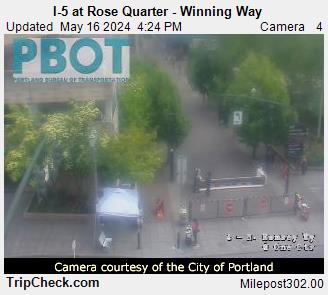 I-5 at Rose Quarter - Winning Way
Updated May 16 2024 4:24 PM Camera 4
PBOT
PORTLAND BUREAU OF TRANSPORTATION
Camera courtesy of the City of Portland
TripCheck.com Milepost302.00